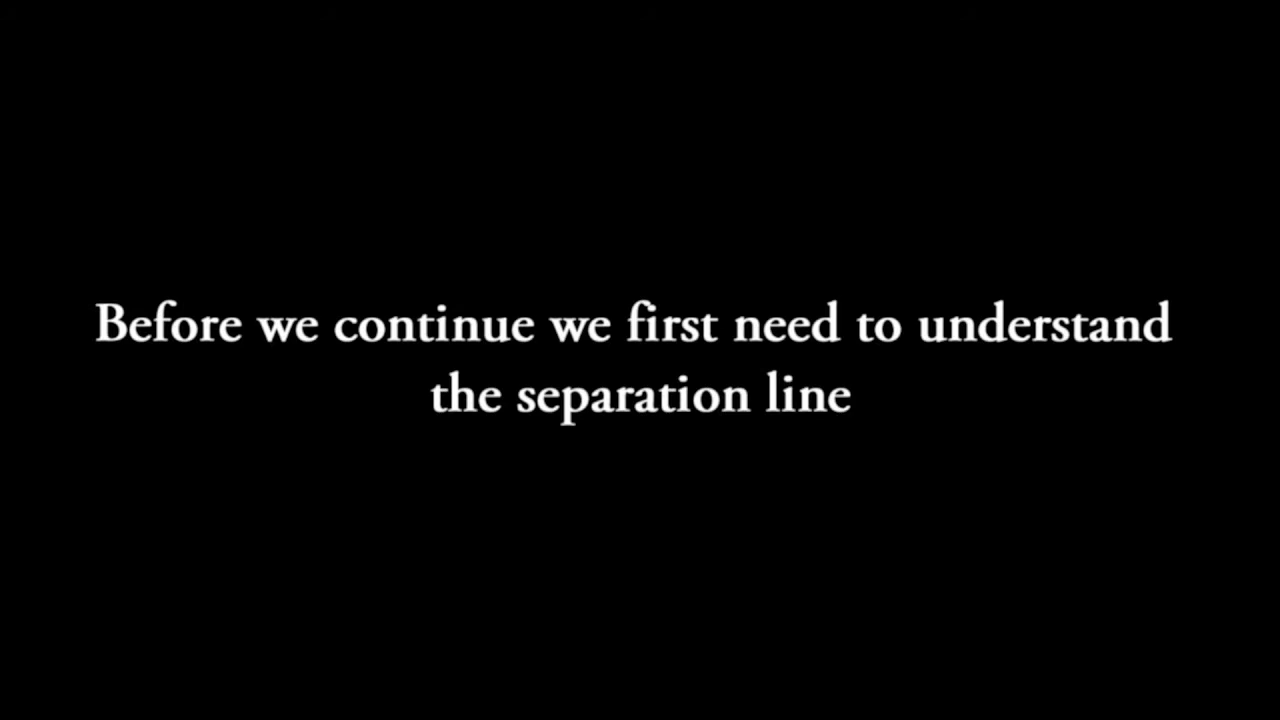 Before we continue we first need to understand
the separation line